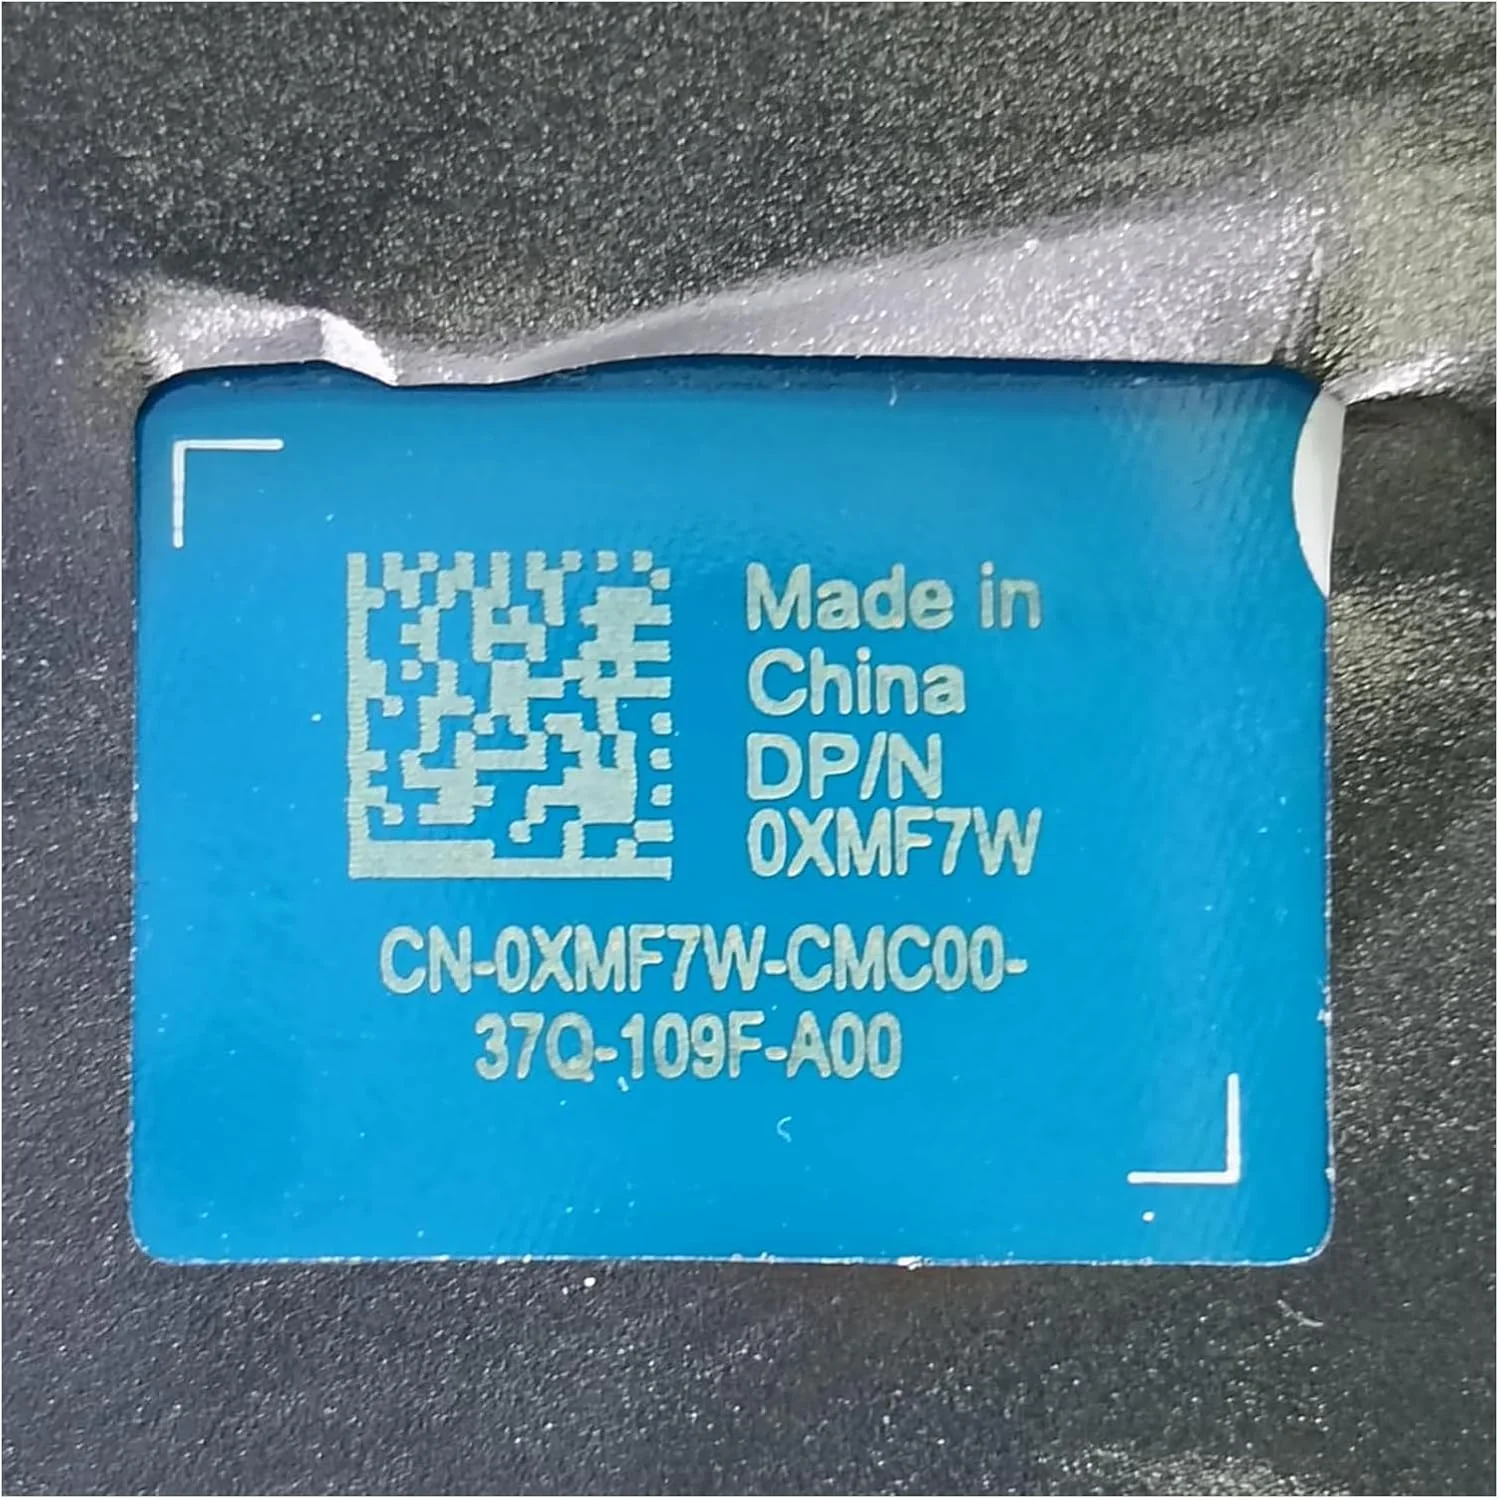 Made in
China
DP/N
0XMF7W
CN-0XMF7W-CMC00-
37Q-109F-A00